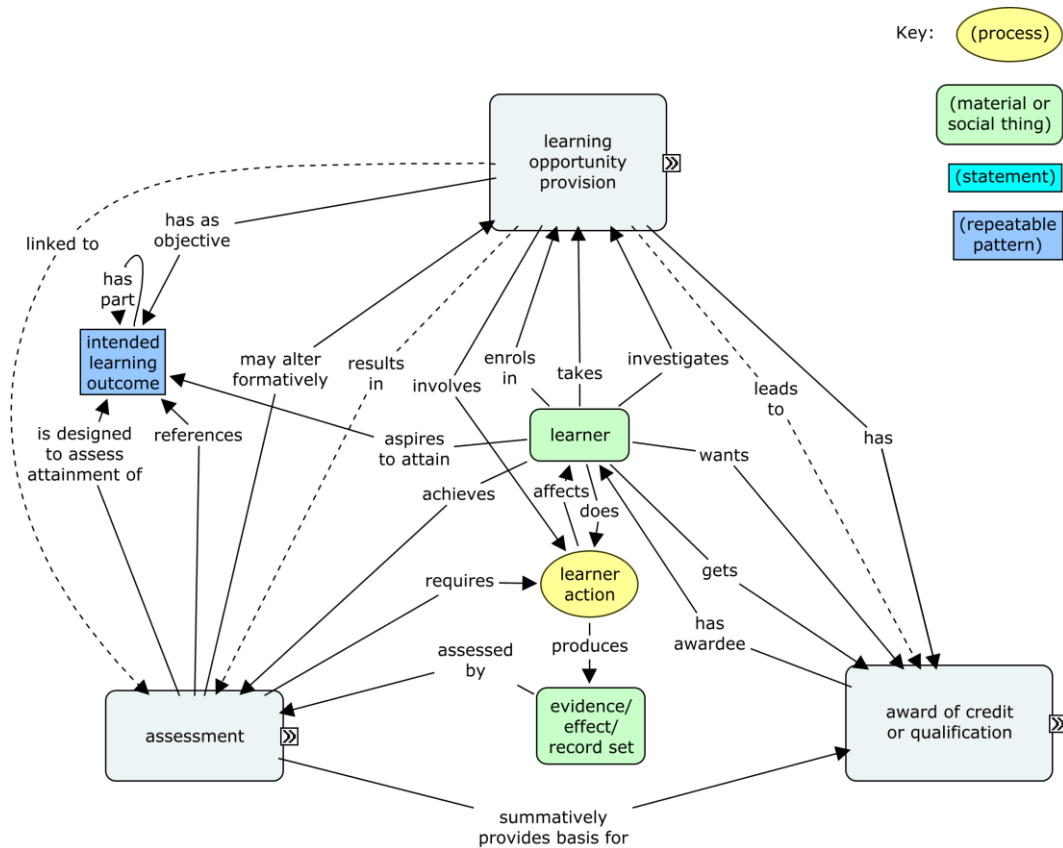 Key:
(process)
(material or
social thing)
(statement)
(repeatable
pattern)
learning
opportunity
provision
has as
objective
linked to
has
part
intended
learning
outcome
may alter
formatively
results
in
involves
enrols
in
takes
investigates
leads
to
has
is designed
to assess
attainment of
references
aspires
to attain
learner
wants
achieves
affects
does
requires
learner
action
gets
has
awardee
produces
assessed
by
assessment
evidence/
effect/
record set
award of credit
or qualification
summatively
provides basis for